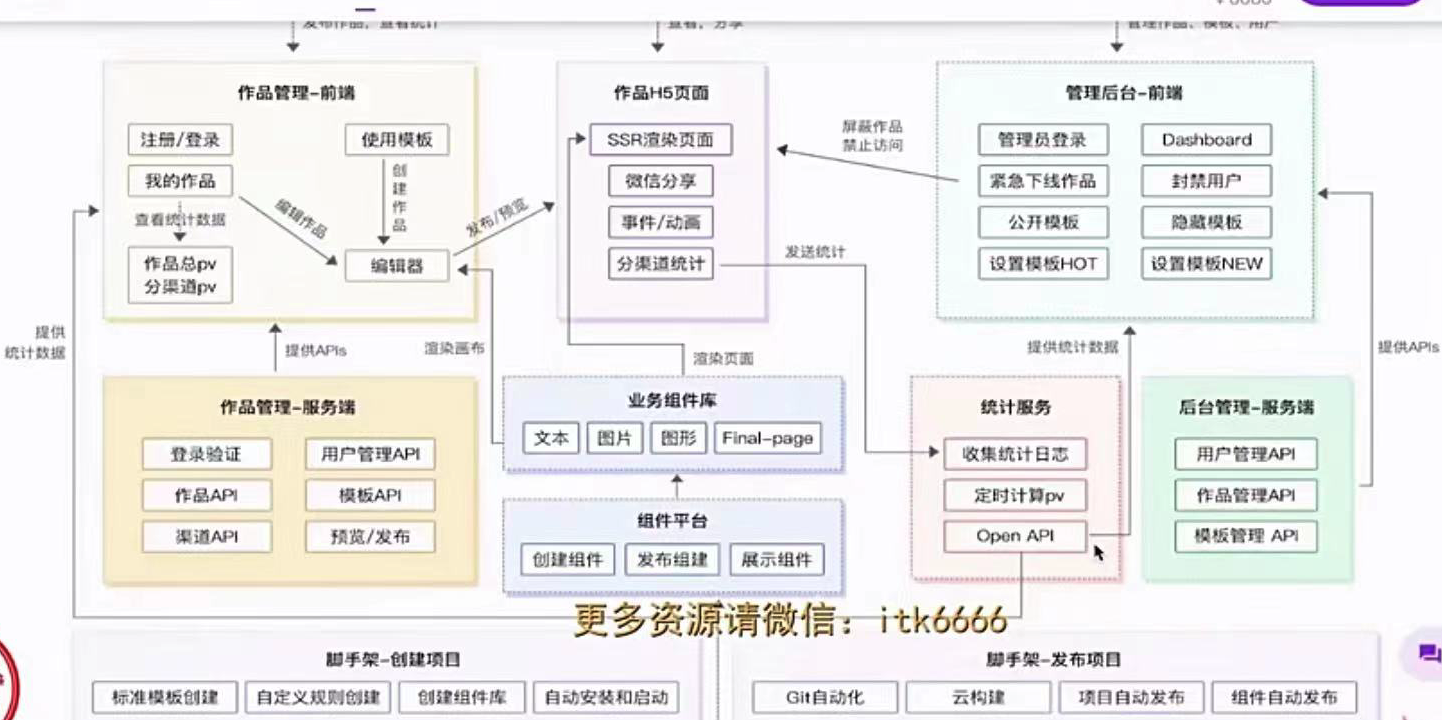 发布作品，查看统计
查看，分享
管理作品、模板、用户
作品管理-前端
注册/登录
使用模板
我的作品
创建作品
查看统计数据
编辑作品
发布/预览
作品总pv
分渠道pv
编辑器
作品H5页面
SSR渲染页面
微信分享
事件/动画
分渠道统计
屏蔽作品
禁止访问
发送统计
管理后台-前端
管理员登录
Dashboard
紧急下线作品
封禁用户
公开模板
隐藏模板
设置模板HOT
设置模板NEW
提供
统计数据
提供APIs
渲染画布
渲染页面
提供统计数据
提供APIs
作品管理-服务端
登录验证
用户管理API
作品API
模板API
渠道API
预览/发布
业务组件库
文本
图片
图形
Final-page
组件平台
创建组件
发布组建
展示组件
统计服务
收集统计日志
定时计算pv
Open API
后台管理-服务端
用户管理API
作品管理API
模板管理 API
更多资源请微信：itk6666
脚手架-创建项目
标准模板创建
自定义规则创建
创建组件库
自动安装和启动
脚手架-发布项目
Git自动化
云构建
项目自动发布
组件自动发布